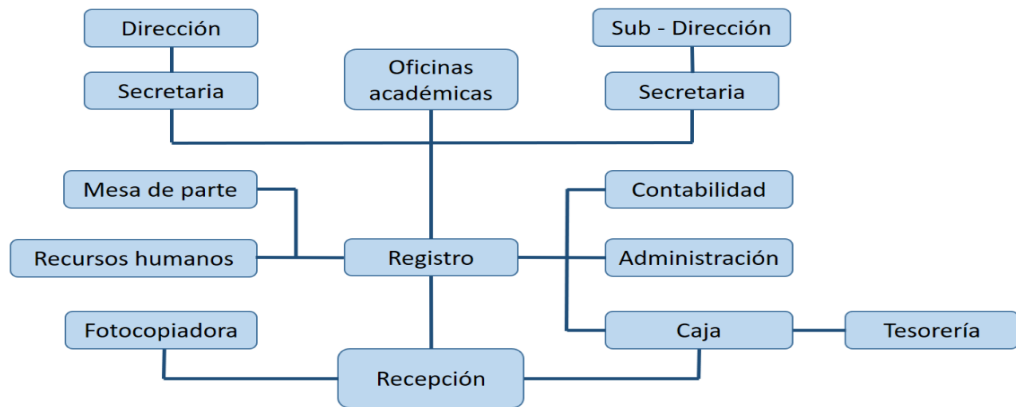 Dirección
Sub - Dirección
Oficinas
académicas
Secretaria
Secretaria
Mesa de parte
Contabilidad
Recursos humanos
Registro
Administración
Fotocopiadora
Caja
Tesorería
Recepción